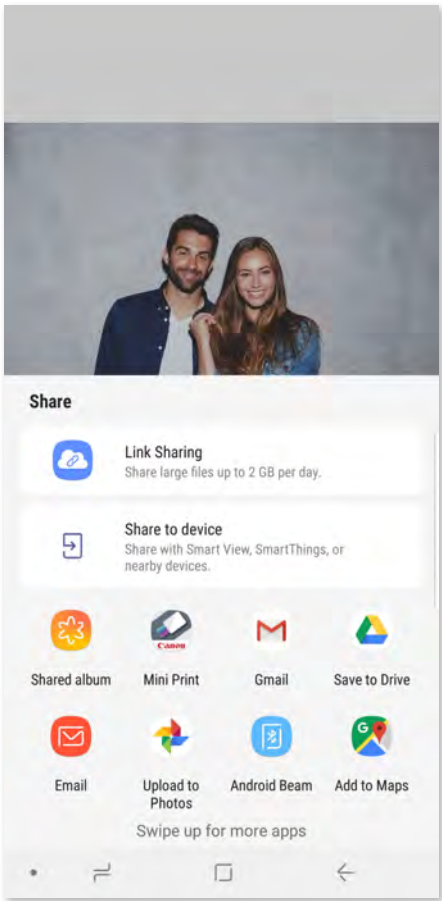 Share
Link Sharing
Share large files up to 2 GB per day.
Share to device
Share with Smart View, SmartThings, or
nearby devices.
Canon
Shared album
Mini Print
Gmail
Save to Drive
G
Email
Upload to
Photos
Android Beam
Add to Maps
Swipe up for more apps